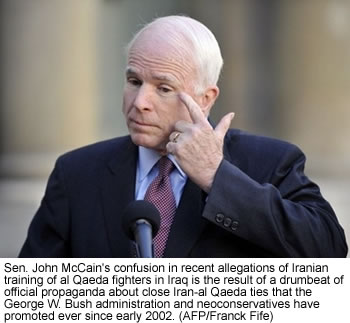 Sen. John McCain's confusion in recent allegations of Iranian
training of al Qaeda fighters in Iraq is the result of a drumbeat of
official propaganda about close Iran-al Qaeda ties that the
George W. Bush administration and neoconservatives have
promoted ever since early 2002. (AFP/Franck Fife)